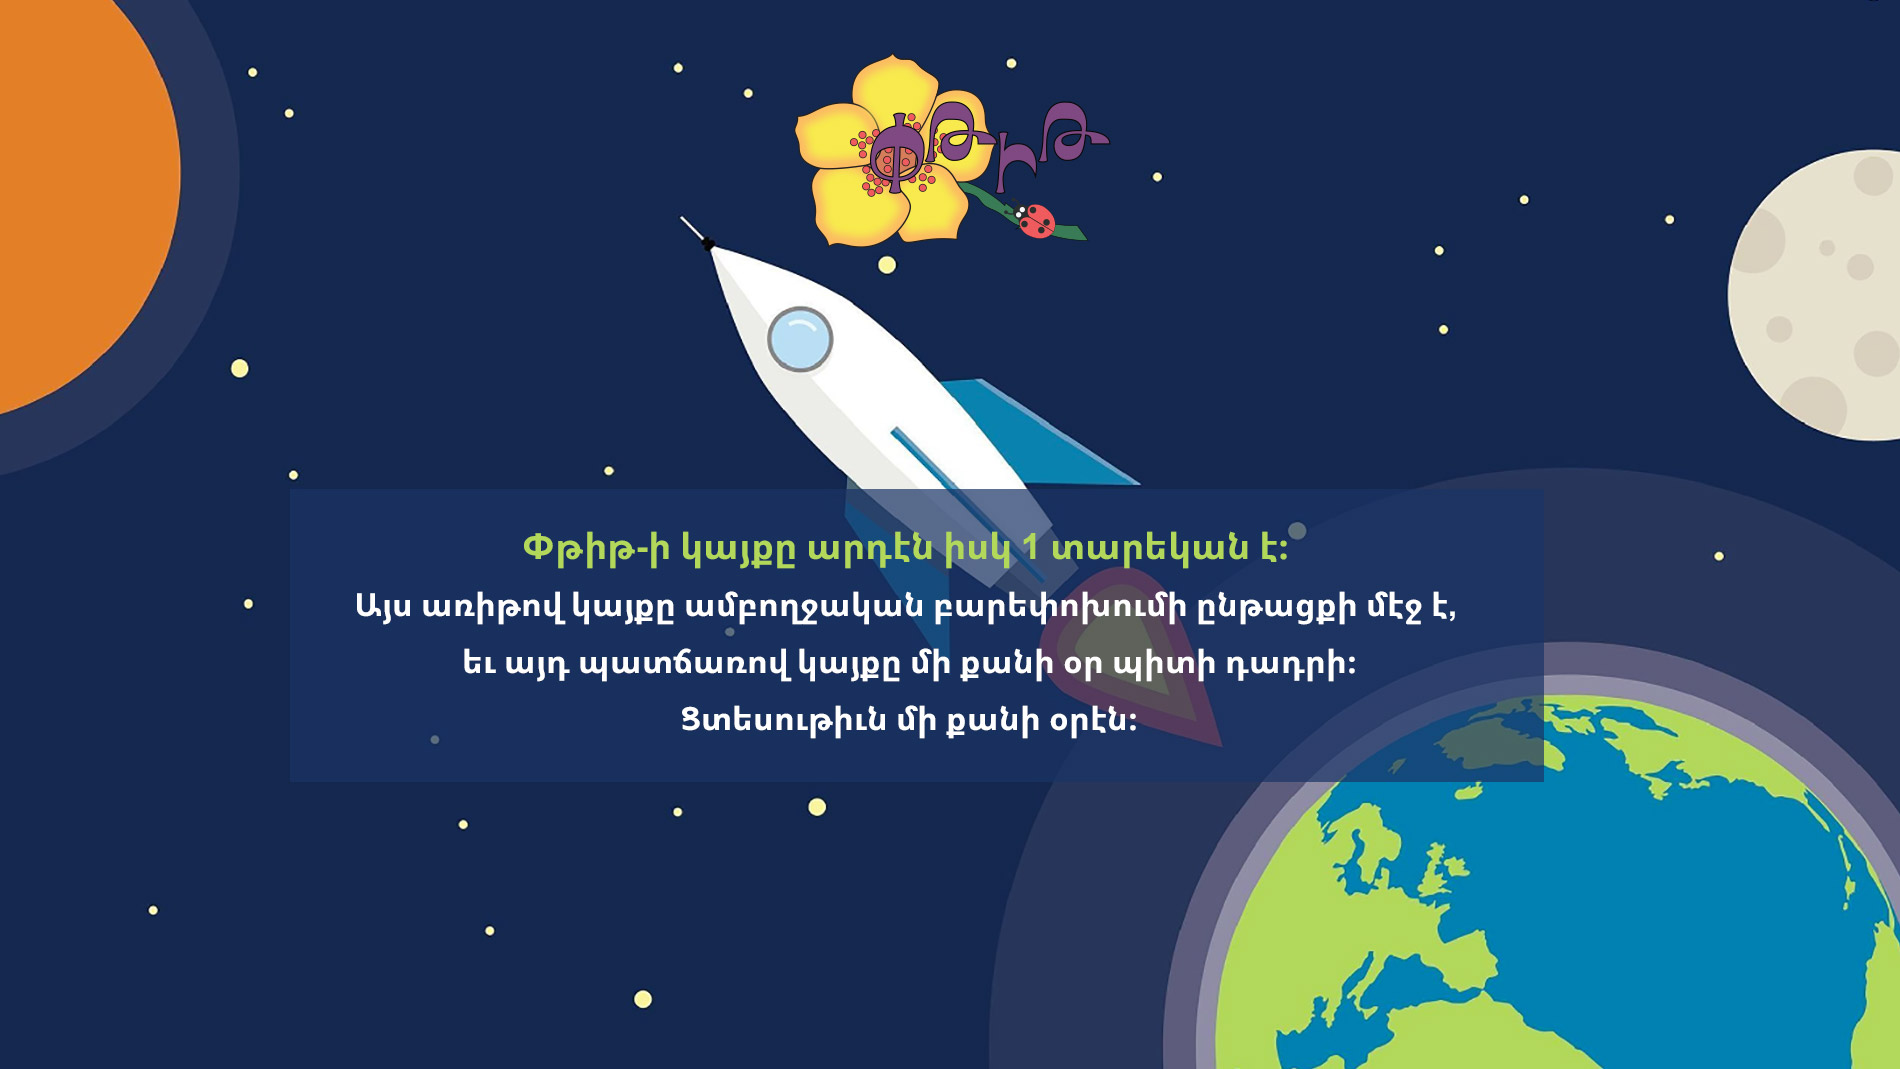 Փթիթ
Փթիթ-ի կայքը արդէն իսկ 1 տարեկան է:
Այս առիթով կայքը ամբողջական բարեփոխումի ընթացքի մէջ է,
եւ այդ պատճառով կայքը մի քանի օր պիտի դադրի:
Ցտեսութիւն մի քանի օրէն: